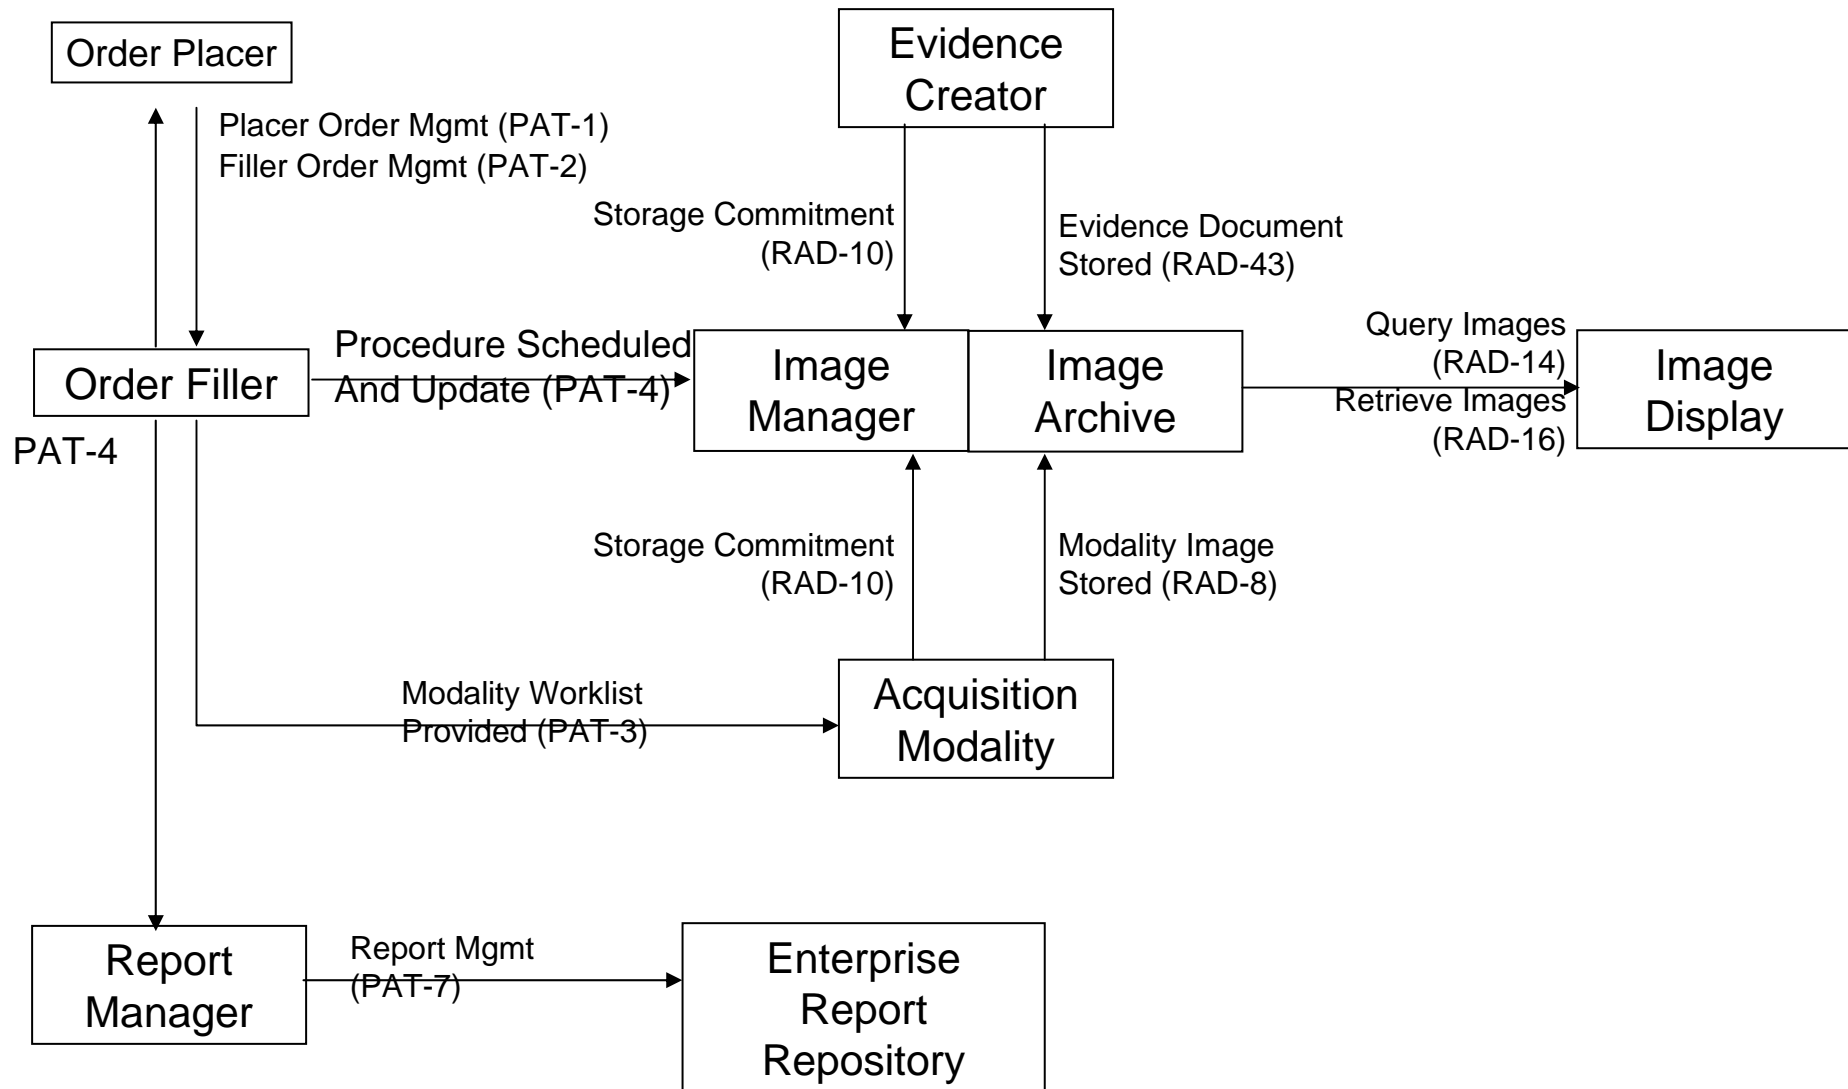 Order Placer
Evidence
Creator
Placer Order Mgmt (PAT-1)
Filler Order Mgmt (PAT-2)
Storage Commitment
(RAD-10)
Evidence Document
Stored (RAD-43)
Order Filler
PAT-4
Procedure Scheduled
And Update (PAT-4)
Image
Manager
Image
Archive
Query Images
(RAD-14)
Retrieve Images
(RAD-16)
Image
Display
Storage Commitment
(RAD-10)
Modality Image
Stored (RAD-8)
Modality Worklist
Provided (PAT-3)
Acquisition
Modality
Report
Manager
Report Mgmt
(PAT-7)
Enterprise
Report
Repository